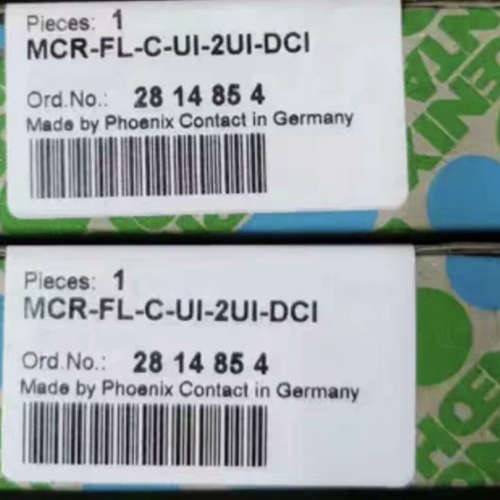 Pieces: 1
MCR-FL-C-UI-2UI-DCI
Ord.No.: 28 14 85 4
Made by Phoenix Contact in Germany
Pieces: 1
MCR-FL-C-UI-2UI-DCI
Ord.No.: 28 14 85 4
Made by Phoenix Contact in Germany